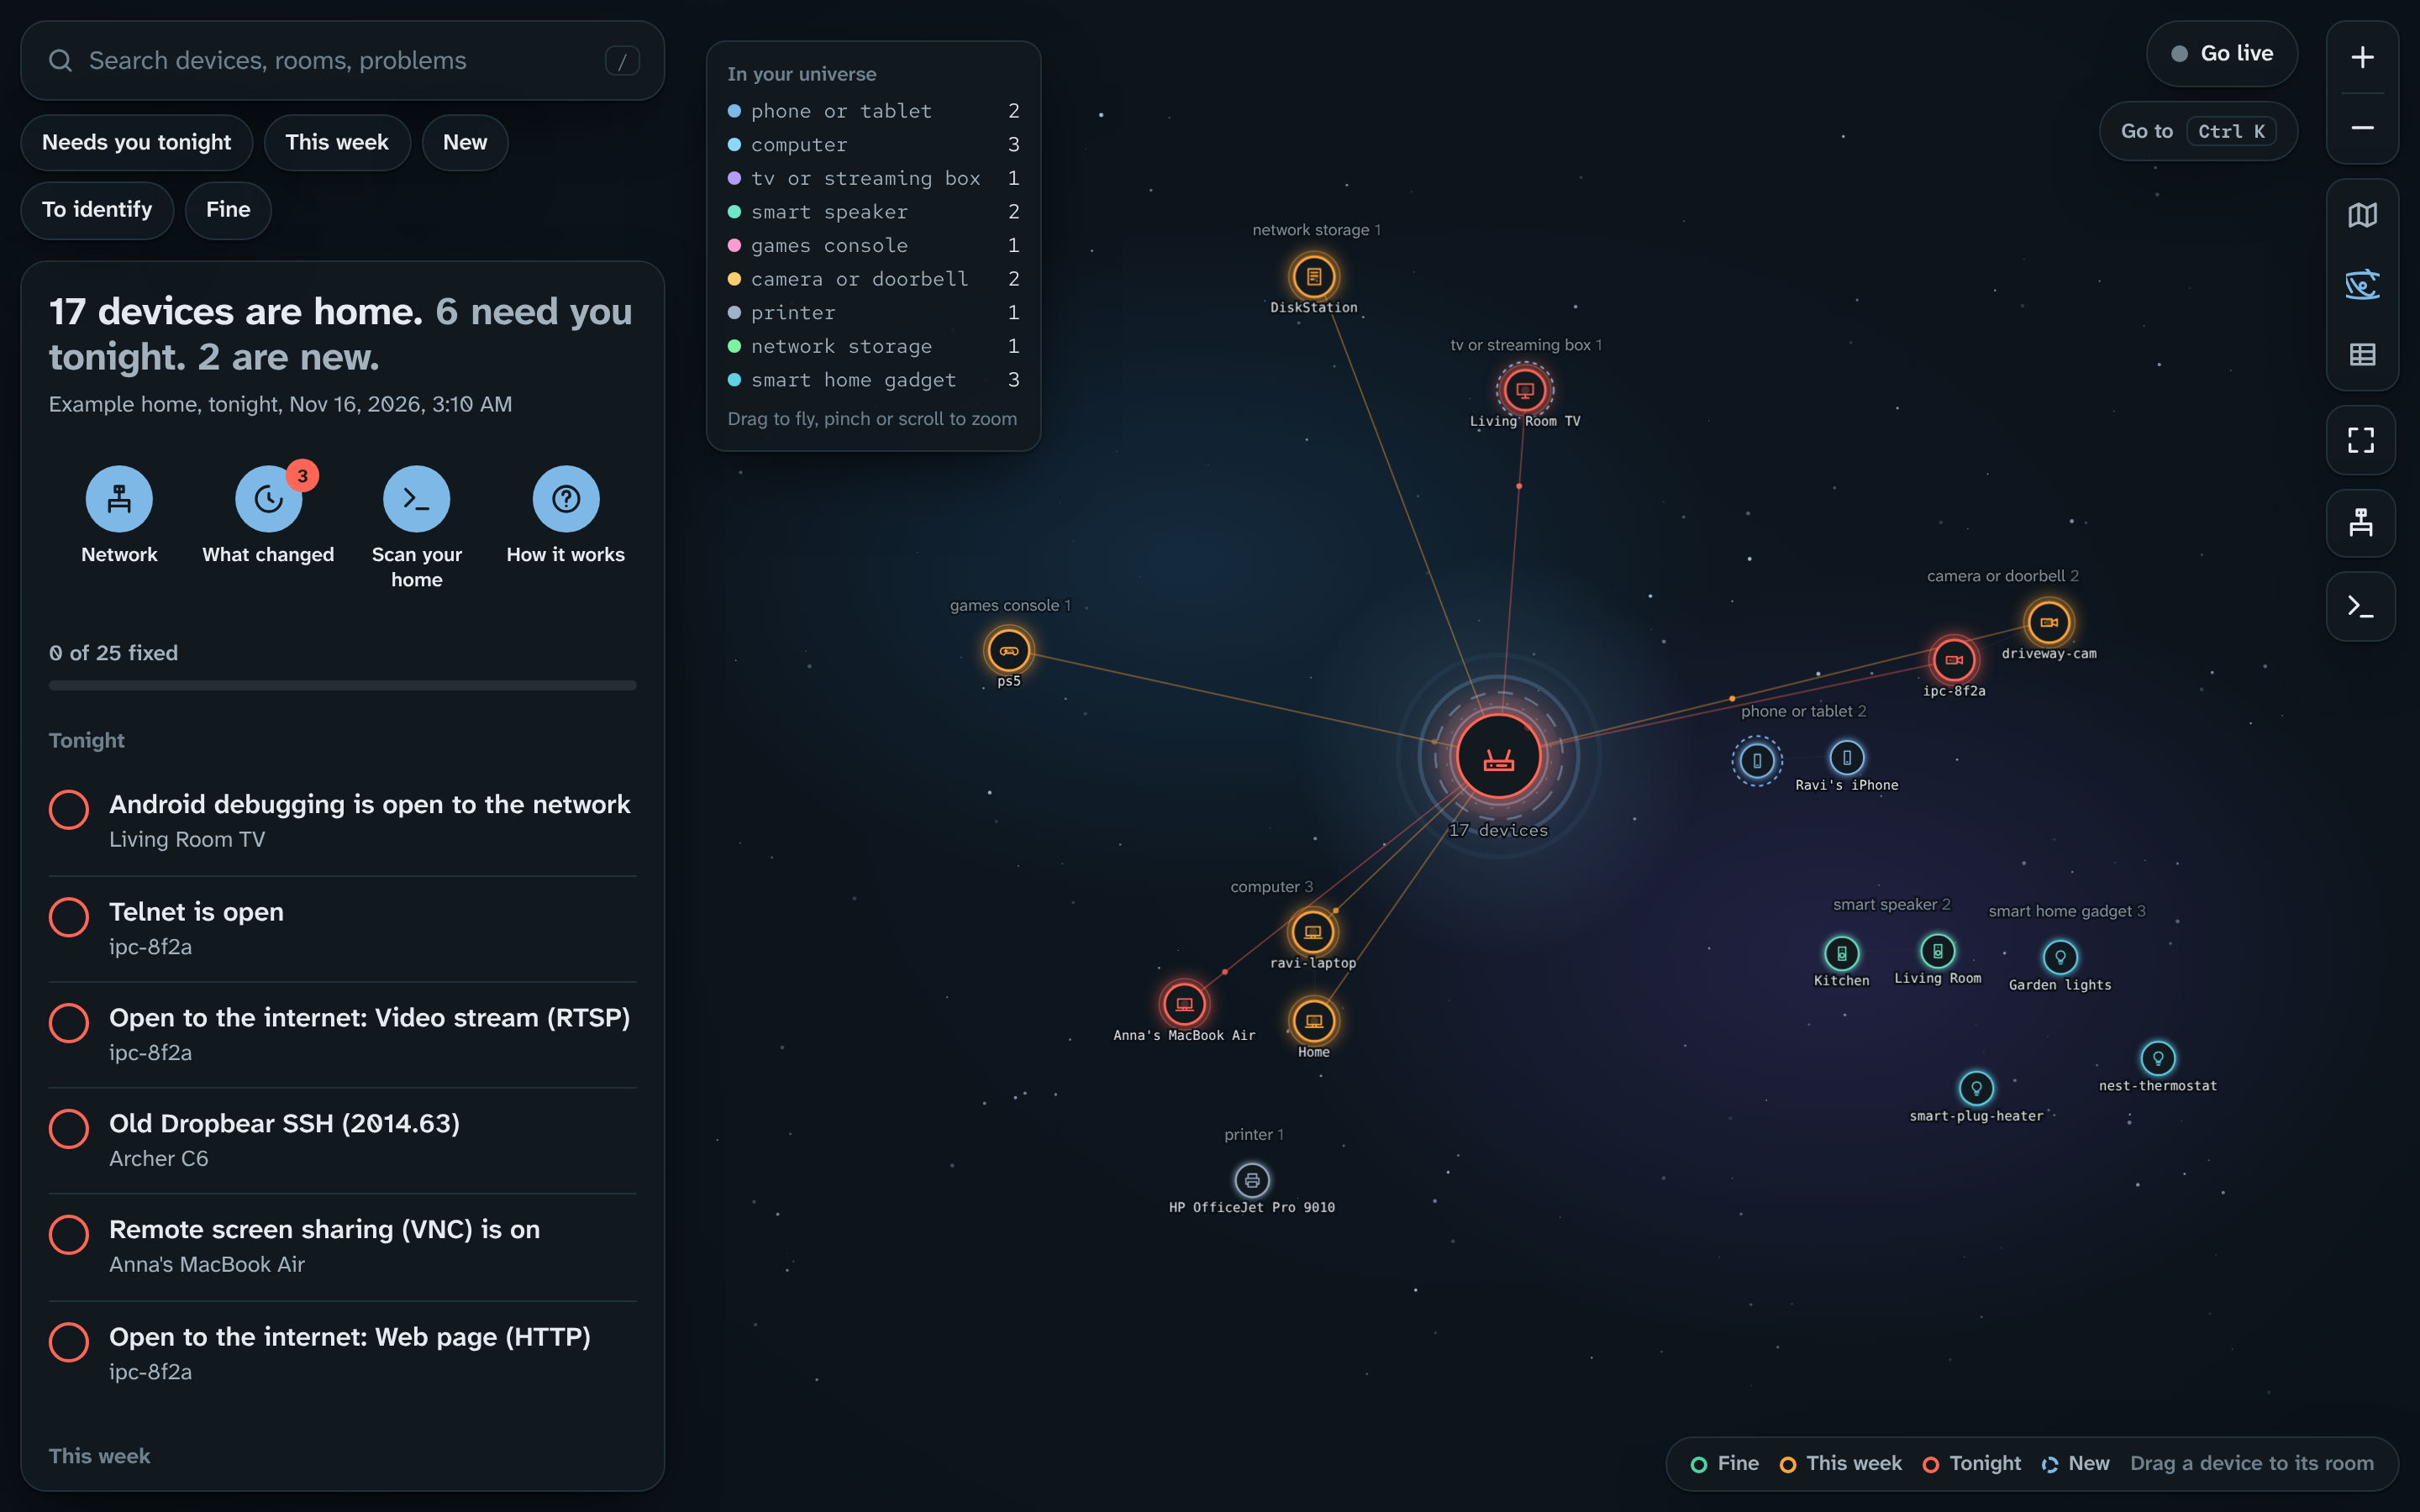 Search devices, rooms, problems
/
Needs you tonight
This week
New
To identify
Fine
17 devices are home. 6 need you
tonight. 2 are new.
Example home, tonight, Nov 16, 2026, 3:10 AM
3
Network
What changed
Scan your
home
How it works
0 of 25 fixed
Tonight
Android debugging is open to the network
Living Room TV
Telnet is open
ipc-8f2a
Open to the internet: Video stream (RTSP)
ipc-8f2a
Old Dropbear SSH (2014.63)
Archer C6
Remote screen sharing (VNC) is on
Anna's MacBook Air
Open to the internet: Web page (HTTP)
ipc-8f2a
This week
In your universe
phone or tablet 2
computer 3
tv or streaming box 1
smart speaker 2
games console 1
camera or doorbell 2
printer 1
network storage 1
smart home gadget 3
Drag to fly, pinch or scroll to zoom
Go live
Go to Ctrl K
network storage 1
DiskStation
tv or streaming box 1
Living Room TV
camera or doorbell 2
driveway-cam
ipc-8f2a
games console 1
ps5
phone or tablet 2
Ravi's iPhone
17 devices
computer 3
ravi-laptop
Anna's MacBook Air
Home
smart speaker 2
Kitchen
Living Room
smart home gadget 3
Garden lights
nest-thermostat
smart-plug-heater
printer 1
HP OfficeJet Pro 9010
Fine
This week
Tonight
New
Drag a device to its room